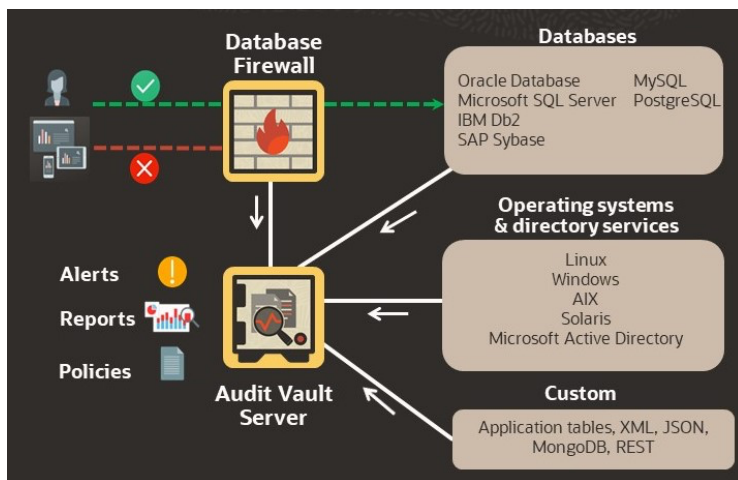 Database
Firewall
Databases
Oracle Database
Microsoft SQL Server
IBM Db2
SAP Sybase
MySQL
PostgreSQL
Operating systems
& directory services
Linux
Windows
AIX
Solaris
Microsoft Active Directory
Alerts
Reports
Policies
Audit Vault
Server
Custom
Application tables, XML, JSON,
MongoDB, REST